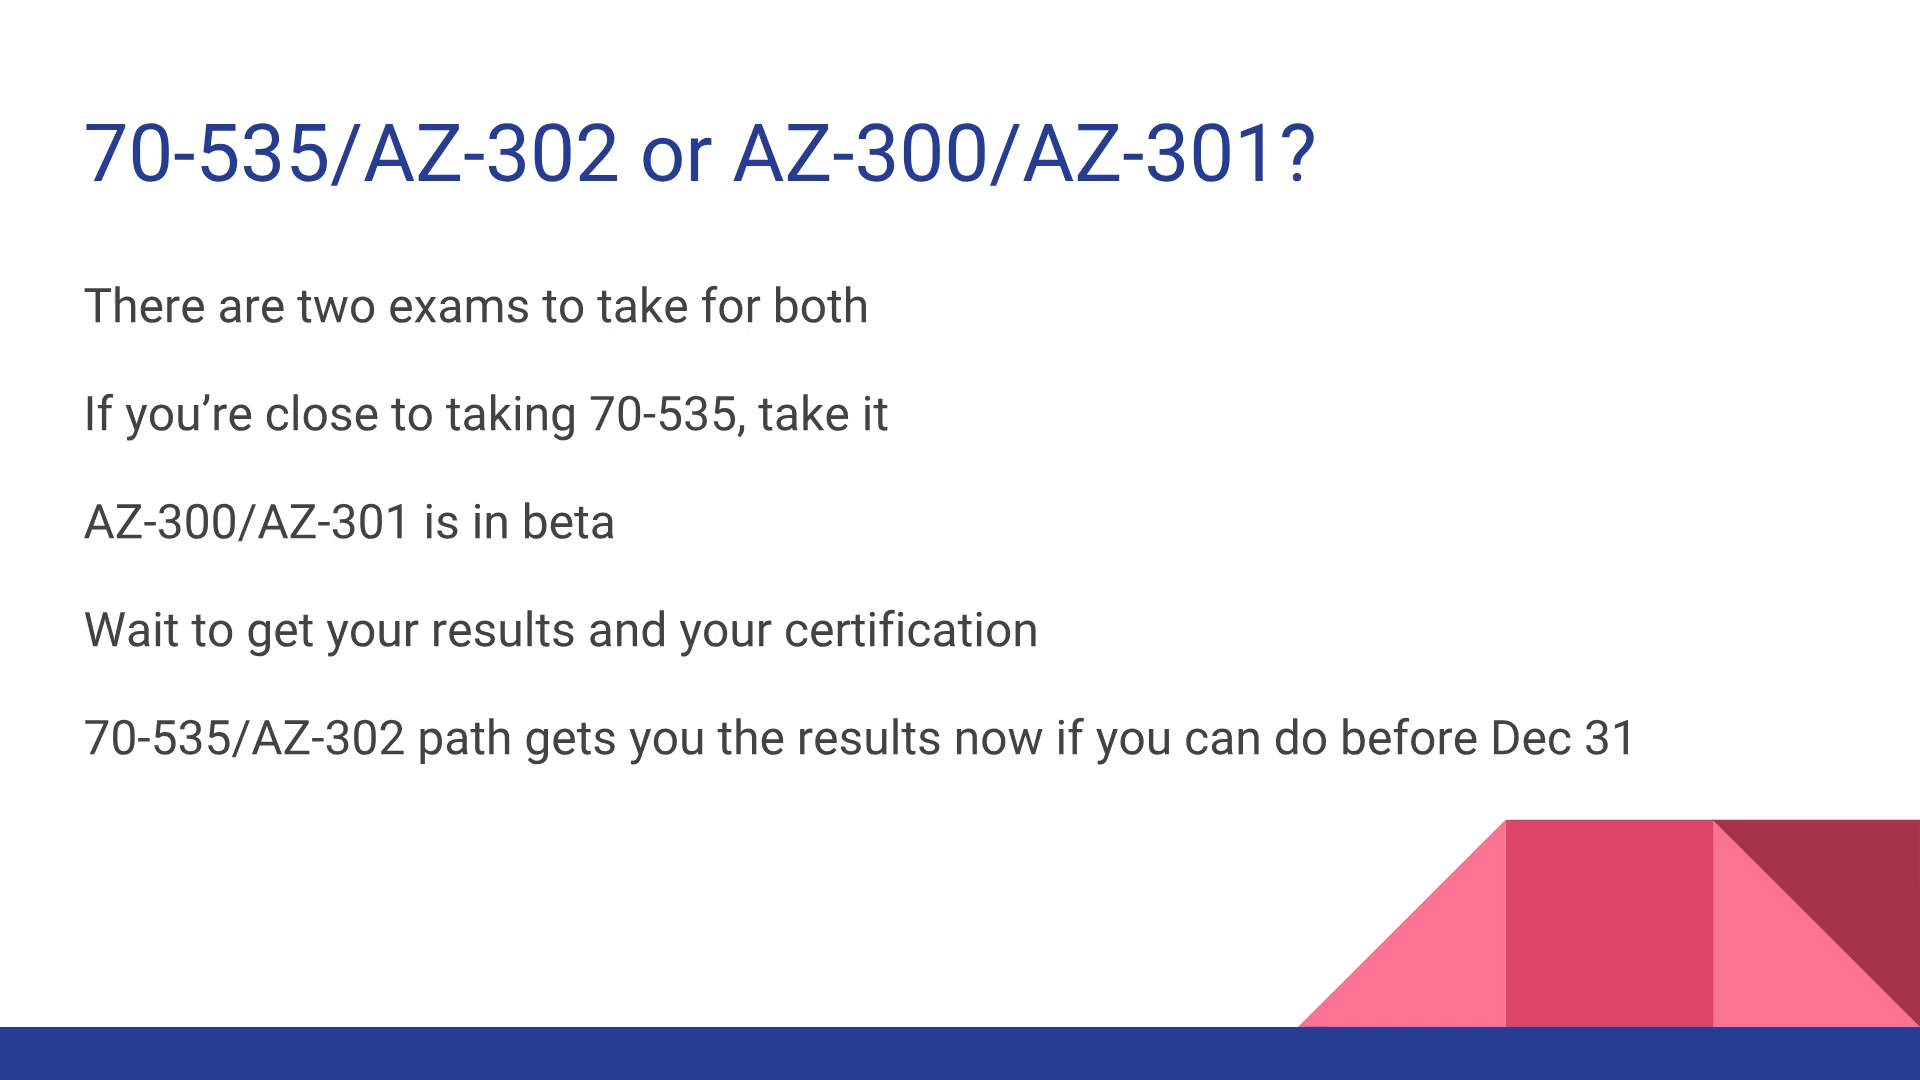 70-535/AZ-302 or AZ-300/AZ-301?
There are two exams to take for both
If you’re close to taking 70-535, take it
AZ-300/AZ-301 is in beta
Wait to get your results and your certification
70-535/AZ-302 path gets you the results now if you can do before Dec 31